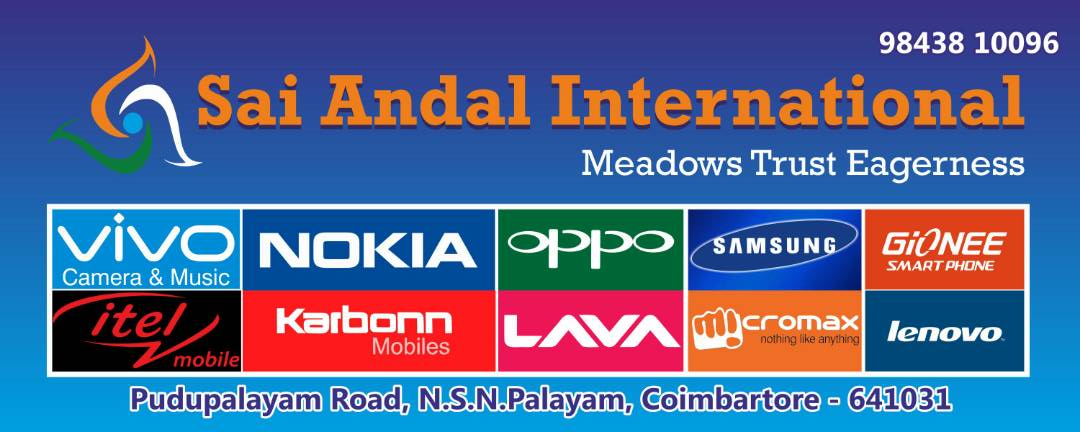 98438 10096
Sai Andal International
Meadows Trust Eagerness
vivo
Camera & Music
NOKIA
oppo
SAMSUNG
GIONEE
SMART PHONE
itel
mobile
Karbonn
Mobiles
LAVA
micromax
nothing like anything
lenovo
Pudupalayam Road, N.S.N.Palayam, Coimbartore - 641031